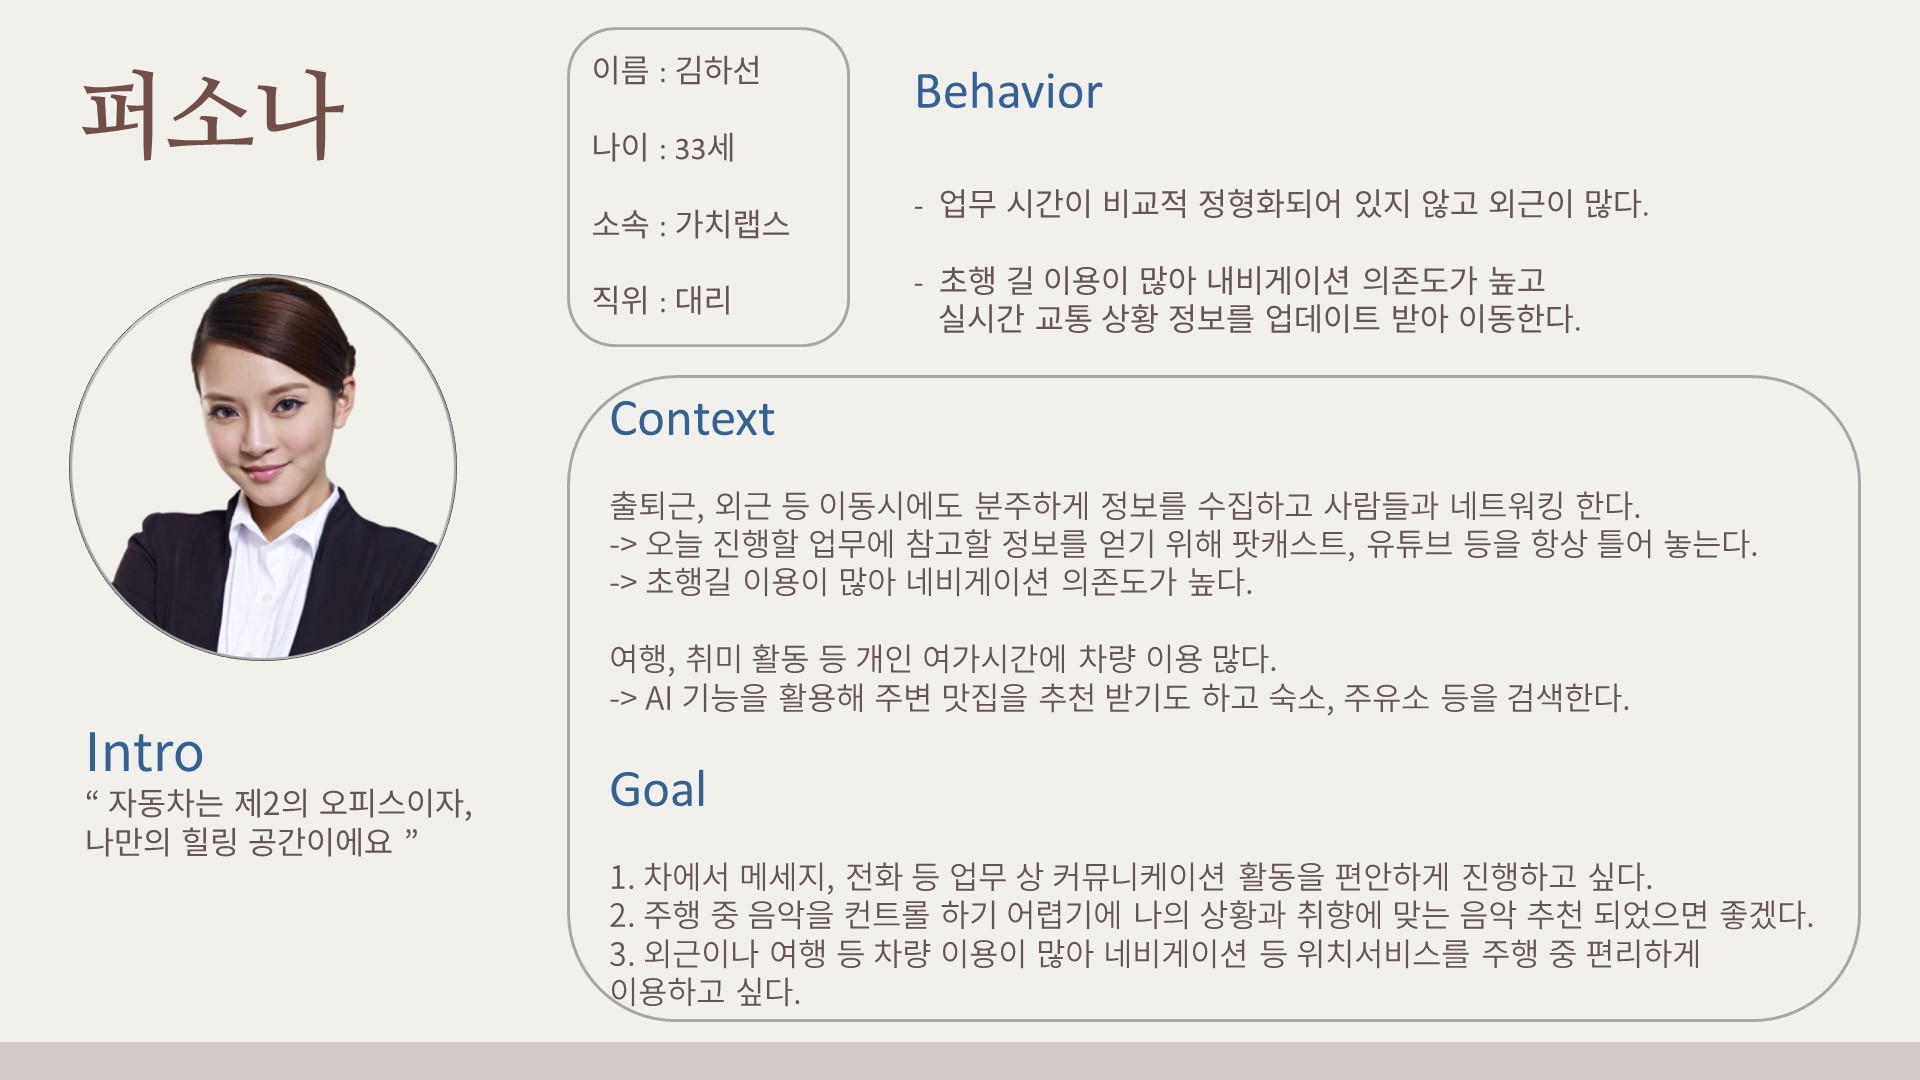 퍼소나
이름 : 김하선
나이 : 33세
소속 : 가치랩스
직위 : 대리
Behavior
- 업무 시간이 비교적 정형화되어 있지 않고 외근이 많다.
- 초행 길 이용이 많아 내비게이션 의존도가 높고
실시간 교통 상황 정보를 업데이트 받아 이동한다.
Intro
“ 자동차는 제2의 오피스이자,
나만의 힐링 공간이에요 ”
Context
출퇴근, 외근 등 이동시에도 분주하게 정보를 수집하고 사람들과 네트워킹 한다.
-> 오늘 진행할 업무에 참고할 정보를 얻기 위해 팟캐스트, 유튜브 등을 항상 틀어 놓는다.
-> 초행길 이용이 많아 네비게이션 의존도가 높다.
여행, 취미 활동 등 개인 여가시간에 차량 이용 많다.
-> AI 기능을 활용해 주변 맛집을 추천 받기도 하고 숙소, 주유소 등을 검색한다.
Goal
1. 차에서 메세지, 전화 등 업무 상 커뮤니케이션 활동을 편안하게 진행하고 싶다.
2. 주행 중 음악을 컨트롤 하기 어렵기에 나의 상황과 취향에 맞는 음악 추천 되었으면 좋겠다.
3. 외근이나 여행 등 차량 이용이 많아 네비게이션 등 위치서비스를 주행 중 편리하게
이용하고 싶다.